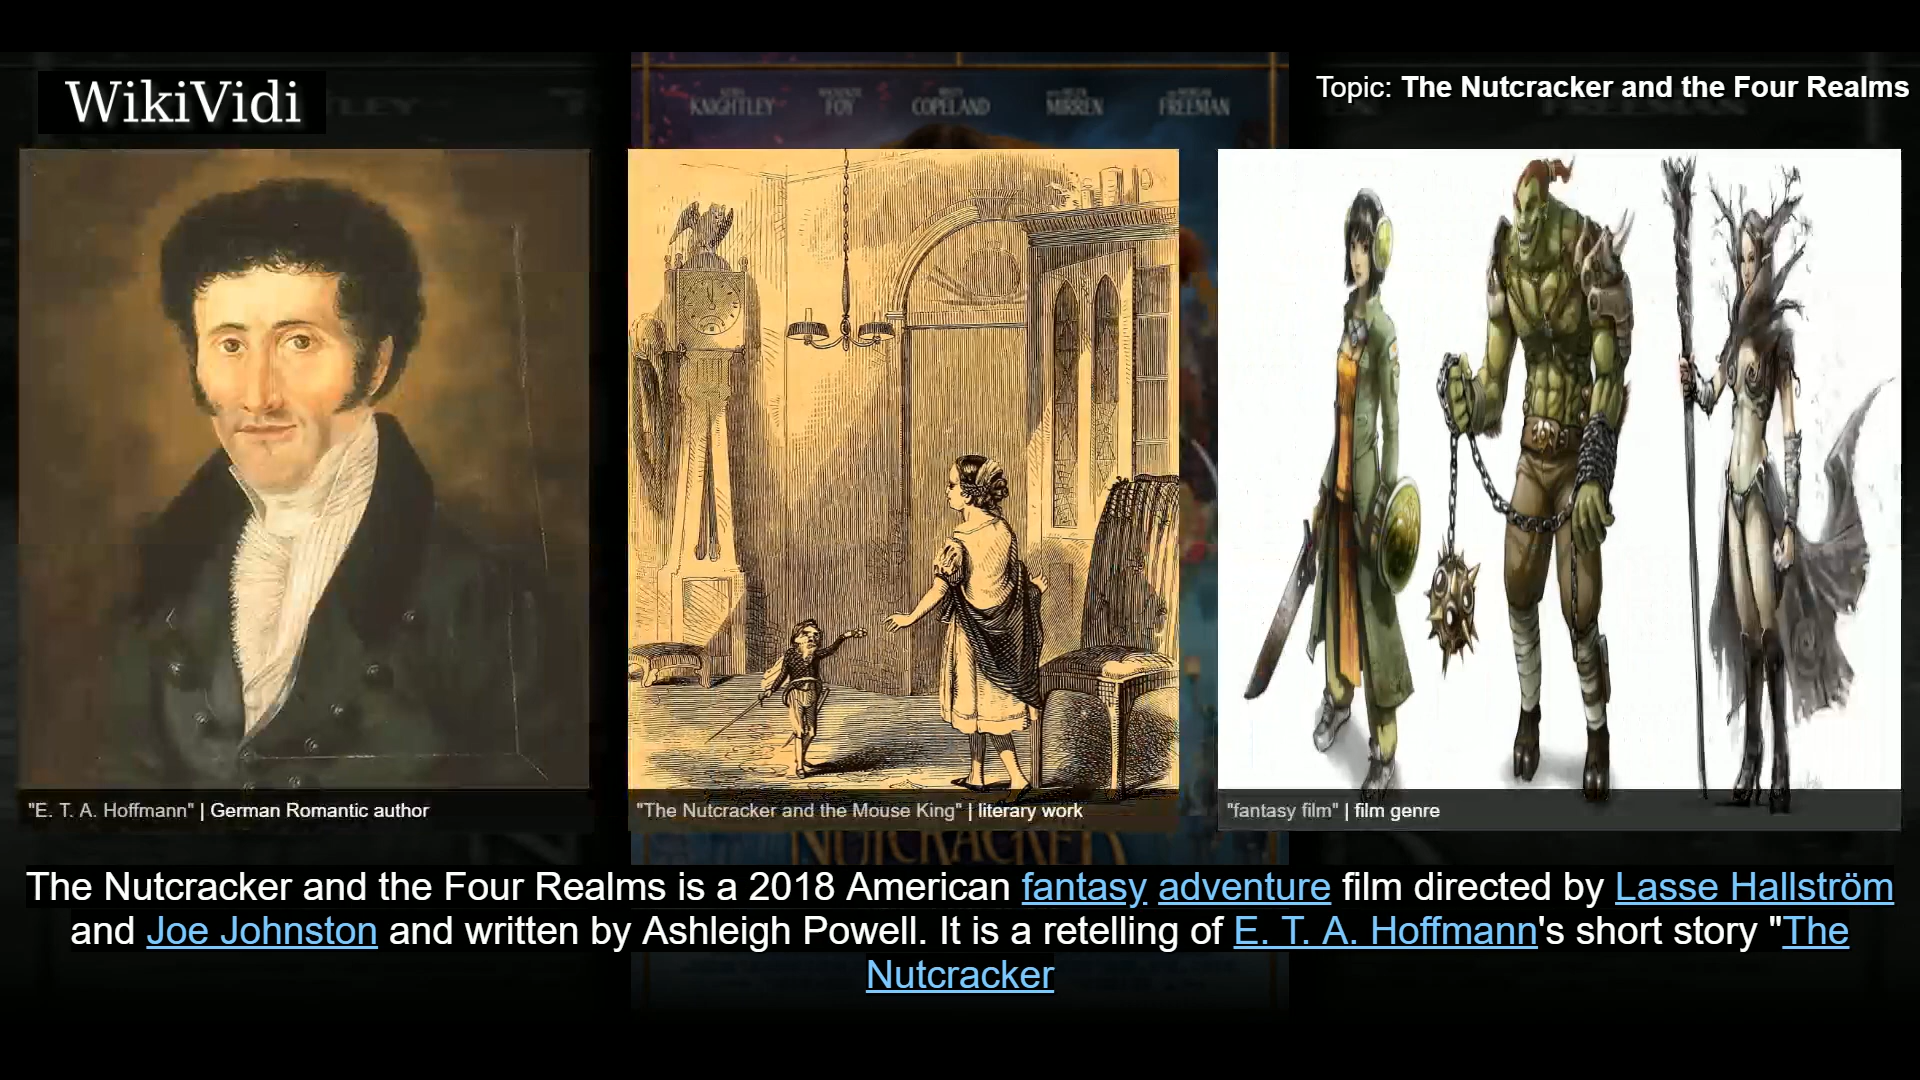 WikiVidi
Topic: The Nutcracker and the Four Realms
KNIGHTLEY FOY COPELAND MIRREN FREEMAN
"E. T. A. Hoffmann" | German Romantic author
"The Nutcracker and the Mouse King" | literary work
"fantasy film" | film genre
NUTCRACKER
The Nutcracker and the Four Realms is a 2018 American fantasy adventure film directed by Lasse Hallström
and Joe Johnston and written by Ashleigh Powell. It is a retelling of E. T. A. Hoffmann's short story "The
Nutcracker